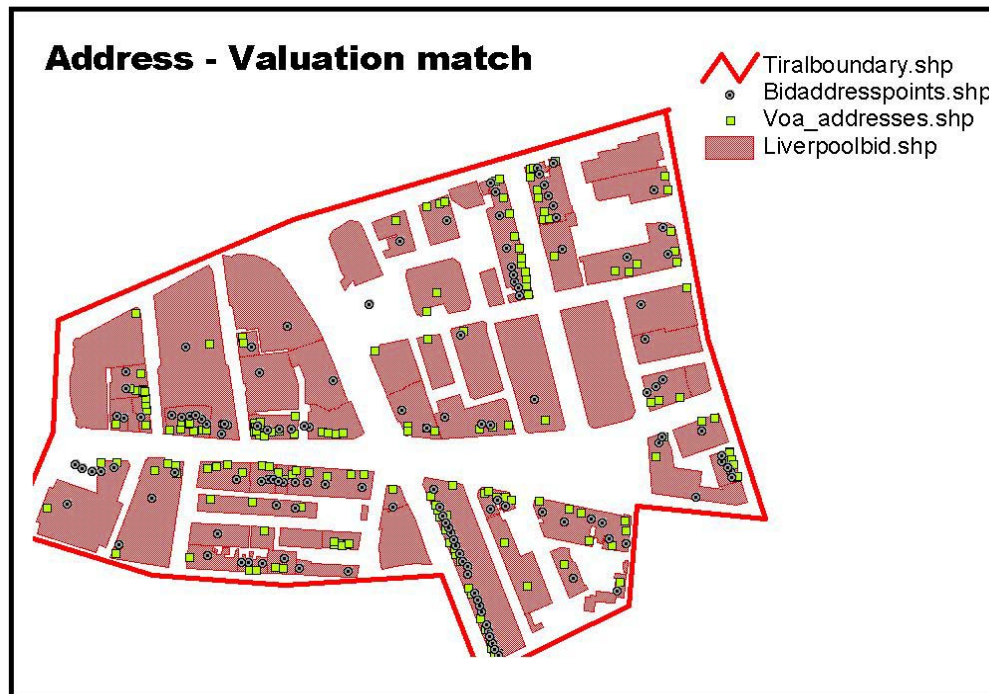 Address - Valuation match
Tiralboundary.shp
Bidaddresspoints.shp
Voa_addresses.shp
Liverpoolbid.shp